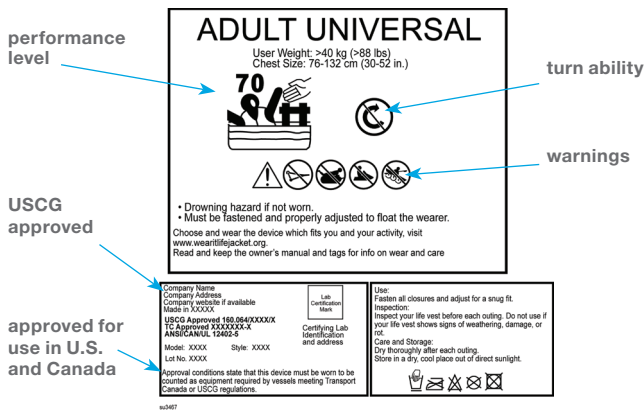 ADULT UNIVERSAL
User Weight: >40 kg (>88 lbs)
Chest Size: 76-132 cm (30-52 in.)
performance
level
70
turn ability
warnings
• Drowning hazard if not worn.
• Must be fastened and properly adjusted to float the wearer.
Choose and wear the device which fits you and your activity, visit
www.wearitlifejacket.org.
Read and keep the owner's manual and tags for info on wear and care
USCG
approved
Company Name
Company Address
Company website if available
Made in XXXXX
USCG Approved 160.064/XXXX/X
TC Approved XXXXXXX-X
ANSI/CAN/UL 12402-5
Model: XXXX Style: XXXX
Lot No. XXXX
Lab
Certification
Mark
Certifying Lab
Identification
and address
Approval conditions state that this device must be worn to be
counted as equipment required by vessels meeting Transport
Canada or USCG regulations.
approved for
use in U.S.
and Canada
Use:
Fasten all closures and adjust for a snug fit.
Inspection:
Inspect your life vest before each outing. Do not use if
your life vest shows signs of weathering, damage, or
rot.
Care and Storage:
Dry thoroughly after each outing.
Store in a dry, cool place out of direct sunlight.
su3467